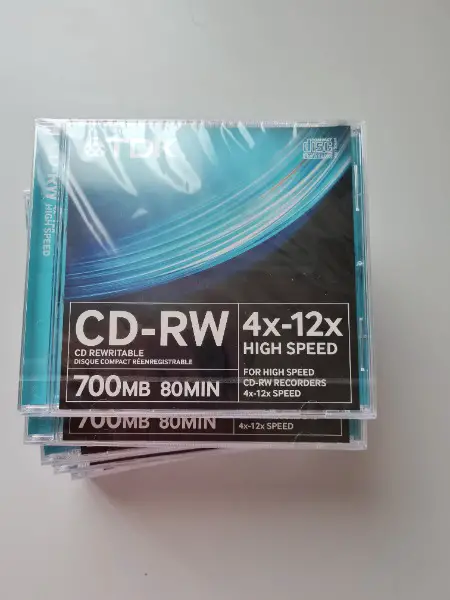 TDK
COMPACT
disc
CD-RW HIGH SPEED
CD-RW
CD REWRITABLE
DISQUE COMPACT RÉENREGISTRABLE
700MB 80MIN
4x-12x
HIGH SPEED
FOR HIGH SPEED
CD-RW RECORDERS
4x-12x SPEED
700MB 80MIN
4x-12x SPEED